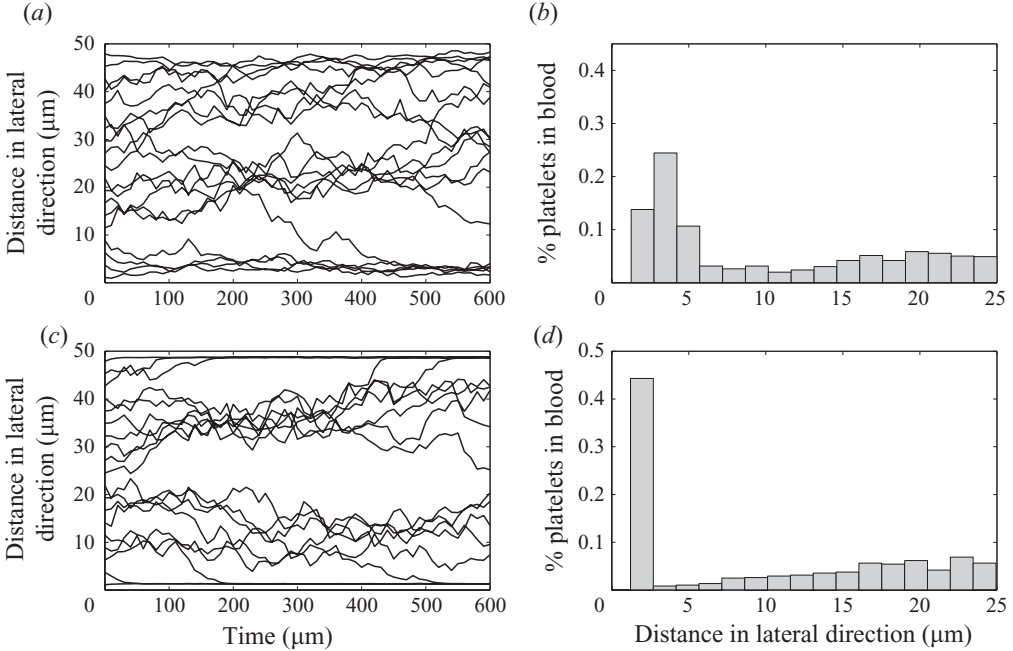 (a)
(b)
50
40
30
20
10
0
Distance in lateral
direction (μm)
100 200 300 400 500 600
0.4
0.3
0.2
0.1
0
% platelets in blood
5 10 15 20 25
(c)
(d)
50
40
30
20
10
0
Distance in lateral
direction (μm)
100 200 300 400 500 600
Time (μm)
0.5
0.4
0.3
0.2
0.1
0
% platelets in blood
5 10 15 20 25
Distance in lateral direction (μm)